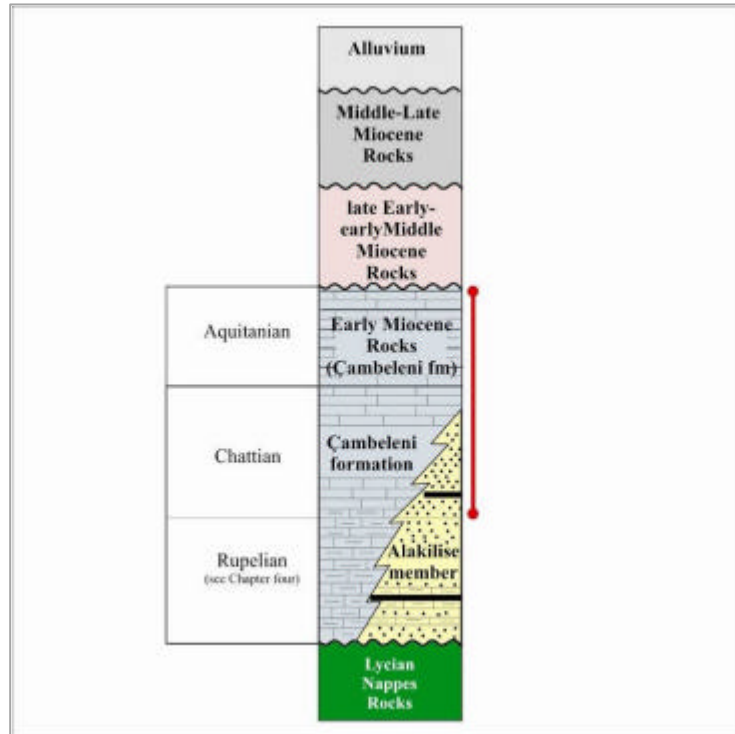 Alluvium
Middle-Late
Miocene
Rocks
late Early-
earlyMiddle
Miocene
Rocks
Aquitanian
Early Miocene
Rocks
(Çambeleni fm)
Chattian
Çambeleni
formation
Rupelian
(see Chapter four)
Alakilise
member
Lycian
Nappes
Rocks